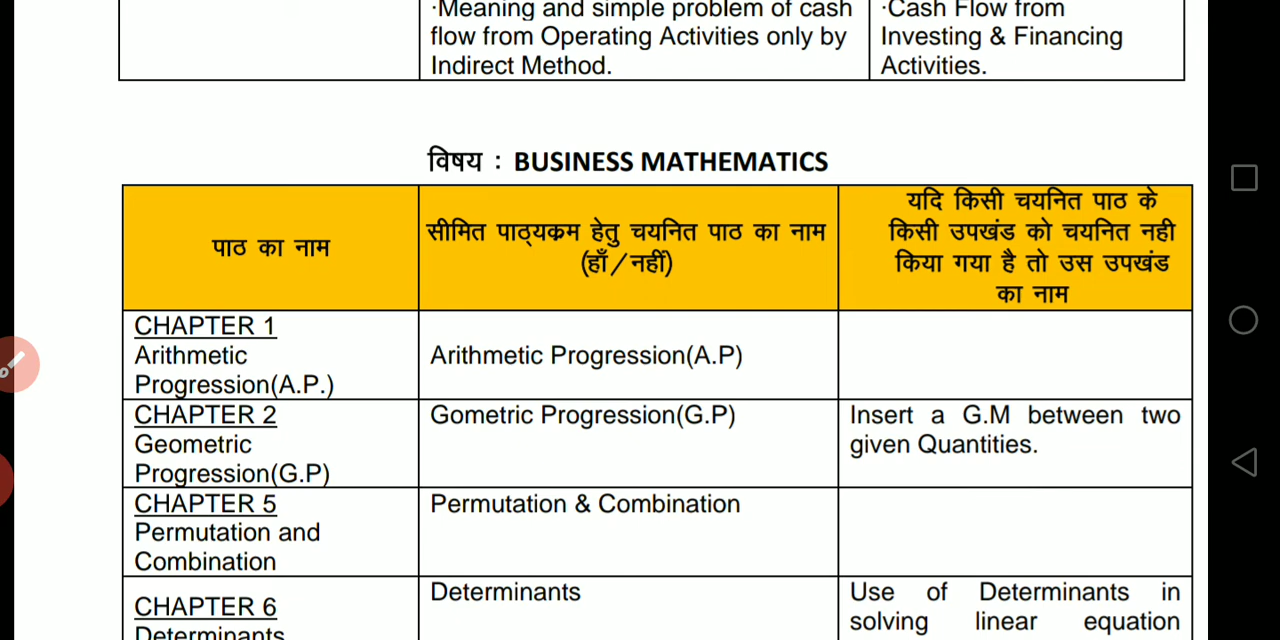 ·Meaning and simple problem of cash
flow from Operating Activities only by
Indirect Method.
·Cash Flow from
Investing & Financing
Activities.
विषय : BUSINESS MATHEMATICS
पाठ का नाम
सीमित पाठ्यक्रम हेतु चयनित पाठ का नाम
(हाँ/नहीं)
यदि किसी चयनित पाठ के
किसी उपखंड को चयनित नही
किया गया है तो उस उपखंड
का नाम
CHAPTER 1
Arithmetic
Progression(A.P.)
Arithmetic Progression(A.P)
CHAPTER 2
Geometric
Progression(G.P)
Gometric Progression(G.P)
Insert a G.M between two
given Quantities.
CHAPTER 5
Permutation and
Combination
Permutation & Combination
CHAPTER 6
Determinants
Determinants
Use of Determinants in
solving linear equation